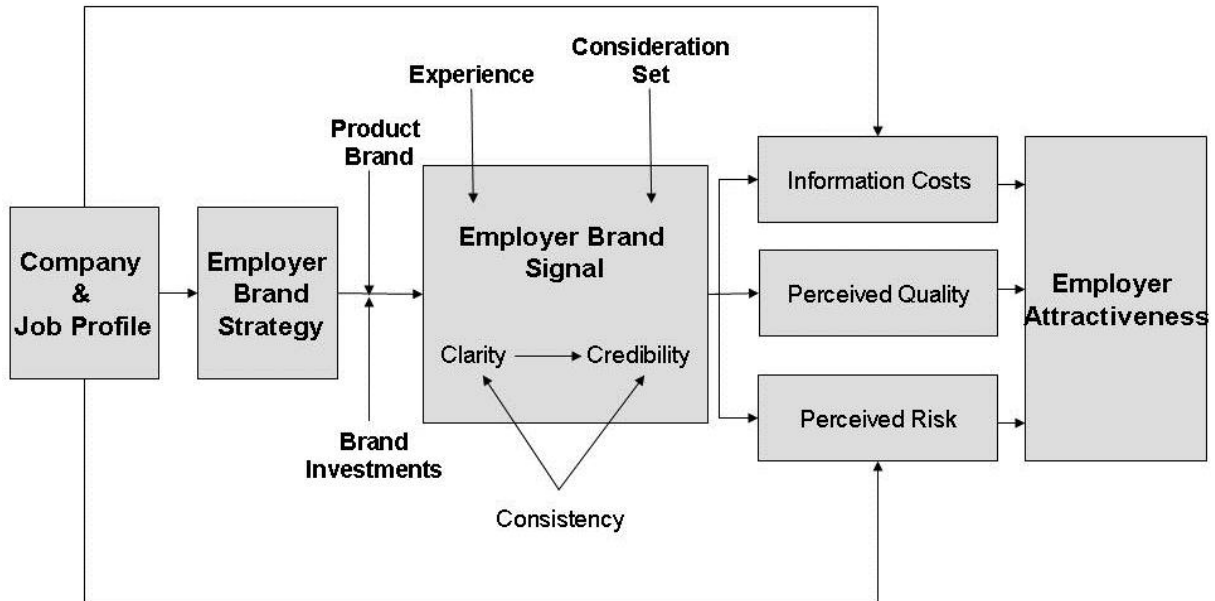 Consideration
Set
Experience
Product
Brand
Information Costs
Company
&
Job Profile
Employer
Brand
Strategy
Employer Brand
Signal
Perceived Quality
Employer
Attractiveness
Clarity
Credibility
Perceived Risk
Brand
Investments
Consistency